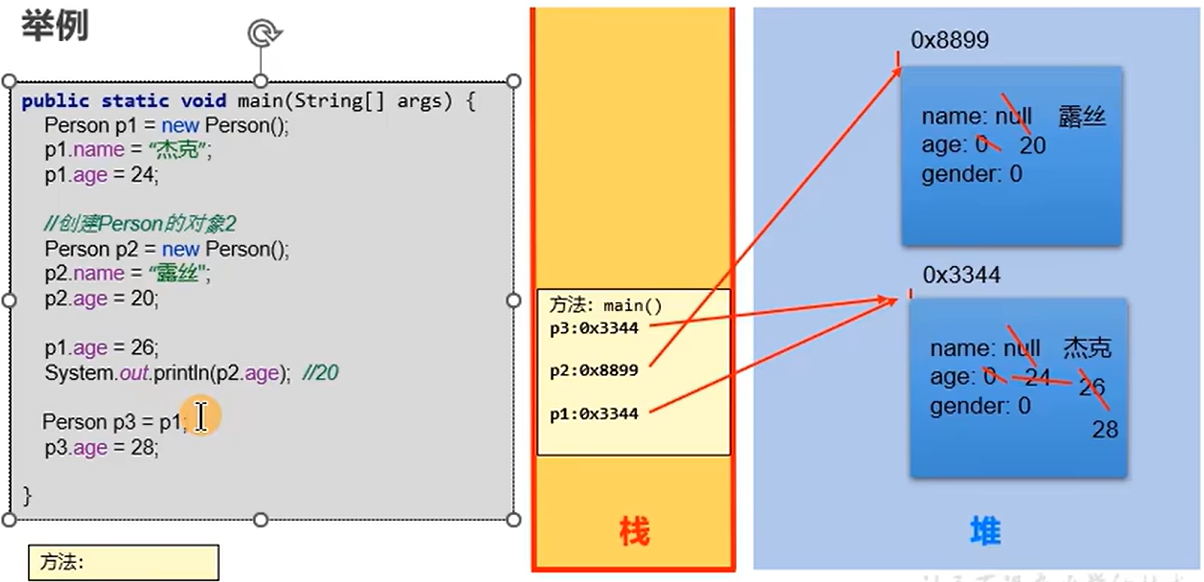 举例
public static void main(String[] args) {
Person p1 = new Person();
p1.name = “杰克”;
p1.age = 24;
//创建Person的对象2
Person p2 = new Person();
p2.name = “露丝”;
p2.age = 20;
p1.age = 26;
System.out.println(p2.age); //20
Person p3 = p1;
p3.age = 28;
}
方法:
方法: main()
p3:0x3344
p2:0x8899
p1:0x3344
栈
0x8899
name: null 露丝
age: 0 20
gender: 0
0x3344
name: null 杰克
age: 0 24 26
gender: 0
28
堆